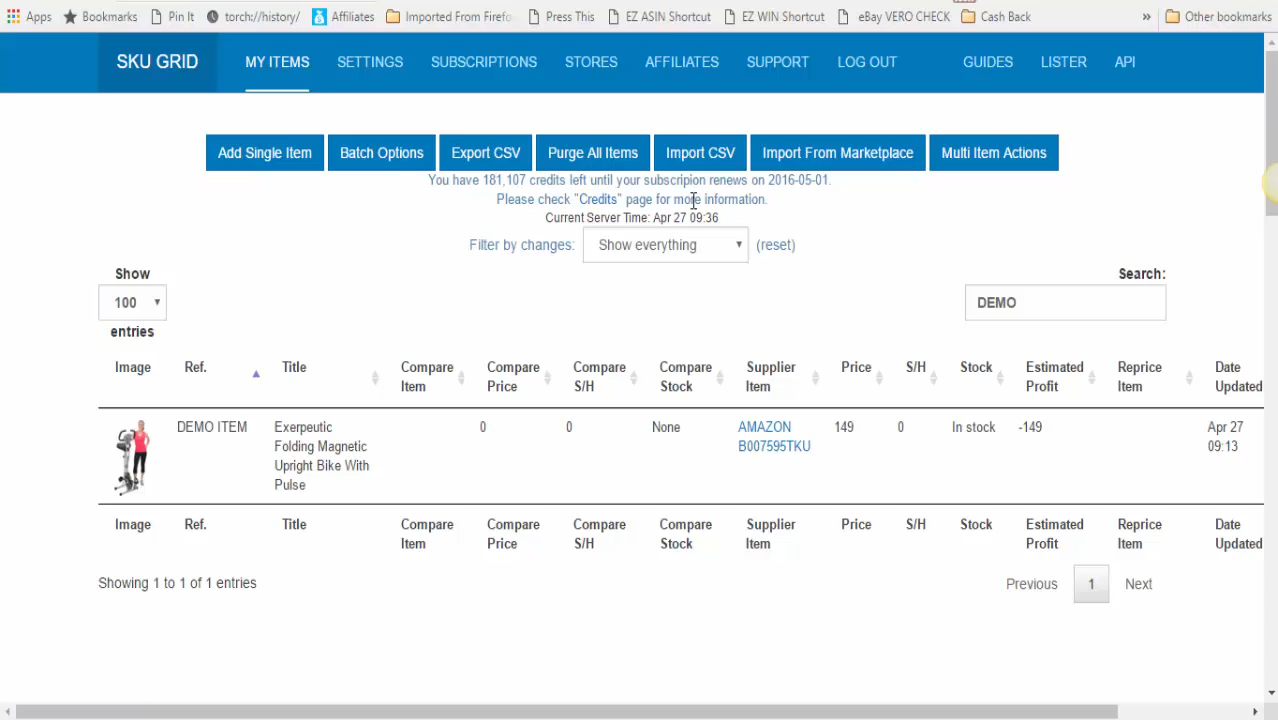 Apps Bookmarks Pin It torch://history/ Affiliates Imported From Firefo Press This EZ ASIN Shortcut EZ WIN Shortcut eBay VERO CHECK Cash Back » Other bookmarks
SKU GRID MY ITEMS SETTINGS SUBSCRIPTIONS STORES AFFILIATES SUPPORT LOG OUT GUIDES LISTER API
Add Single Item Batch Options Export CSV Purge All Items Import CSV Import From Marketplace Multi Item Actions
You have 181,107 credits left until your subscripion renews on 2016-05-01.
Please check "Credits" page for more information.
Current Server Time: Apr 27 09:36
Filter by changes: Show everything (reset)
Show
100
entries
Search:
DEMO
Image Ref. Title Compare Item Compare Price Compare S/H Compare Stock Supplier Item Price S/H Stock Estimated Profit Reprice Item Date Updated
DEMO ITEM Exerpeutic 0 0 None AMAZON 149 0 In stock -149 Apr 27
Folding Magnetic B007595TKU 09:13
Upright Bike With
Pulse
Image Ref. Title Compare Item Compare Price Compare S/H Compare Stock Supplier Item Price S/H Stock Estimated Profit Reprice Item Date Updated
Showing 1 to 1 of 1 entries Previous 1 Next